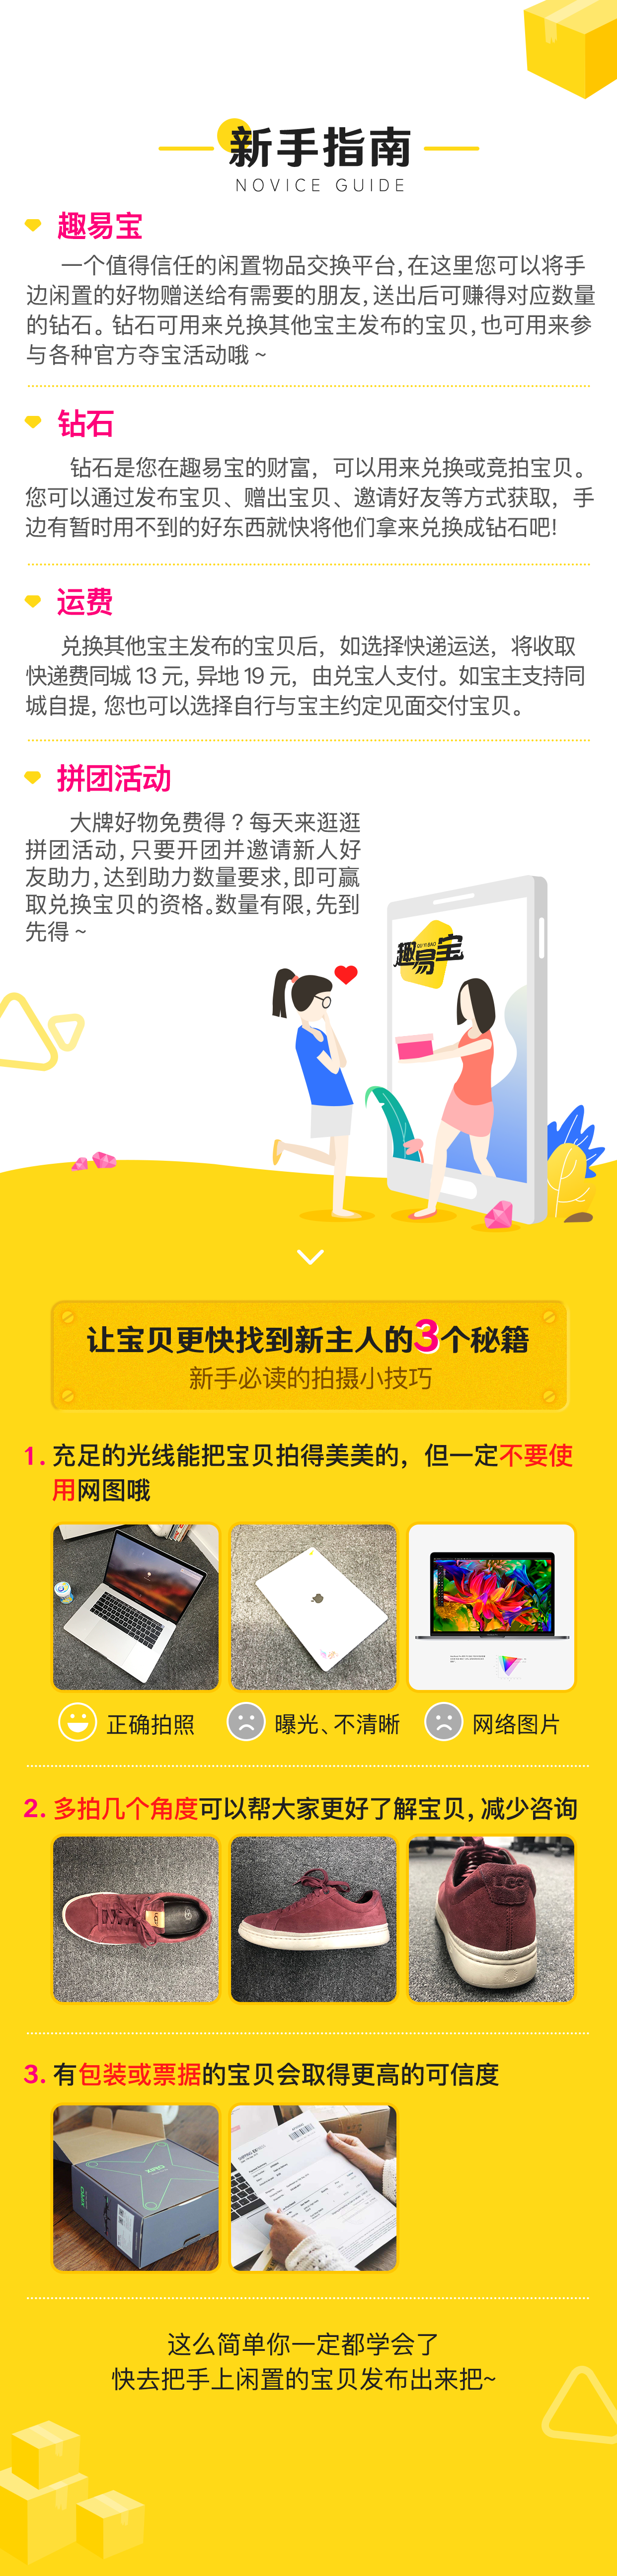 新手指南
NOVICE GUIDE
趣易宝
一个值得信任的闲置物品交换平台,在这里您可以将手
边闲置的好物赠送给有需要的朋友,送出后可赚得对应数量
的钻石。钻石可用来兑换其他宝主发布的宝贝,也可用来参
与各种官方夺宝活动哦~
钻石
钻石是您在趣易宝的财富，可以用来兑换或竞拍宝贝。
您可以通过发布宝贝、赠出宝贝、邀请好友等方式获取，手
边有暂时用不到的好东西就快将他们拿来兑换成钻石吧!
运费
兑换其他宝主发布的宝贝后，如选择快递运送，将收取
快递费同城 13 元, 异地 19 元，由兑宝人支付。如宝主支持同
城自提, 您也可以选择自行与宝主约定见面交付宝贝。
拼团活动
大牌好物免费得？每天来逛逛
拼团活动,只要开团并邀请新人好
友助力,达到助力数量要求,即可赢
取兑换宝贝的资格。数量有限,先到
先得~
QU YI BAO
趣易宝
让宝贝更快找到新主人的3个秘籍
新手必读的拍摄小技巧
1. 充足的光线能把宝贝拍得美美的，但一定不要使
用网图哦
正确拍照
曝光、不清晰
网络图片
2. 多拍几个角度可以帮大家更好了解宝贝,减少咨询
UGG
3. 有包装或票据的宝贝会取得更高的可信度
这么简单你一定都学会了
快去把手上闲置的宝贝发布出来把~